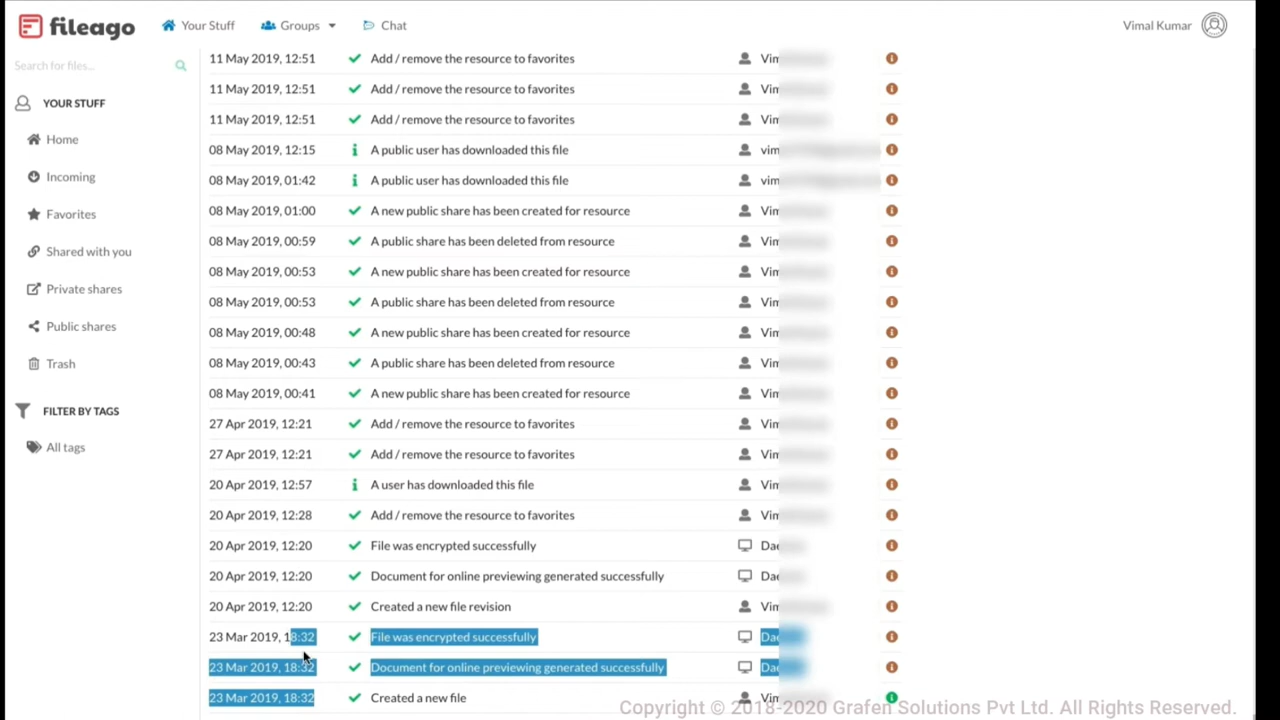 fileago Your Stuff Groups Chat Vimal Kumar
Search for files...
YOUR STUFF
Home
Incoming
Favorites
Shared with you
Private shares
Public shares
Trash
FILTER BY TAGS
All tags
11 May 2019, 12:51 Add / remove the resource to favorites Vim
11 May 2019, 12:51 Add / remove the resource to favorites Vim
11 May 2019, 12:51 Add / remove the resource to favorites Vim
08 May 2019, 12:15 A public user has downloaded this file vim
08 May 2019, 01:42 A public user has downloaded this file vim
08 May 2019, 01:00 A new public share has been created for resource Vim
08 May 2019, 00:59 A public share has been deleted from resource Vim
08 May 2019, 00:53 A new public share has been created for resource Vim
08 May 2019, 00:53 A public share has been deleted from resource Vim
08 May 2019, 00:48 A new public share has been created for resource Vim
08 May 2019, 00:43 A public share has been deleted from resource Vim
08 May 2019, 00:41 A new public share has been created for resource Vim
27 Apr 2019, 12:21 Add / remove the resource to favorites Vim
27 Apr 2019, 12:21 Add / remove the resource to favorites Vim
20 Apr 2019, 12:57 A user has downloaded this file Vim
20 Apr 2019, 12:28 Add / remove the resource to favorites Vim
20 Apr 2019, 12:20 File was encrypted successfully Dae
20 Apr 2019, 12:20 Document for online previewing generated successfully Dae
20 Apr 2019, 12:20 Created a new file revision Vim
23 Mar 2019, 18:32 File was encrypted successfully Dae
23 Mar 2019, 18:32 Document for online previewing generated successfully Dae
23 Mar 2019, 18:32 Created a new file Vim
Copyright © 2018-2020 Grafen Solutions Pvt Ltd. All Rights Reserved.